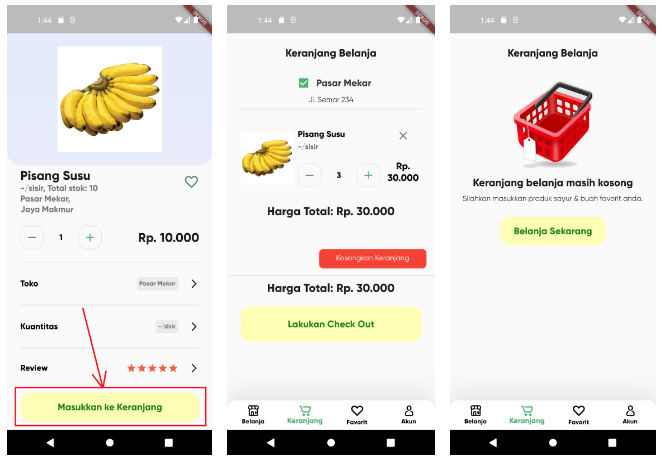 1:44
Pisang Susu
~/sisir, Total stok: 10
Pasar Mekar,
Jaya Makmur
1
Rp. 10.000
Toko
Pasar Mekar
Kuantitas
~/sisir
Review
Masukkan ke Keranjang
1:44
Keranjang Belanja
Pasar Mekar
Jl. Semar 234
Pisang Susu
~/sisir
3
Rp.
30.000
Harga Total: Rp. 30.000
Kosongkan Keranjang
Harga Total: Rp. 30.000
Lakukan Check Out
Belanja
Keranjang
Favorit
Akun
1:44
Keranjang Belanja
Keranjang belanja masih kosong
Silahkan masukkan produk sayur & buah favorit anda.
Belanja Sekarang
Belanja
Keranjang
Favorit
Akun